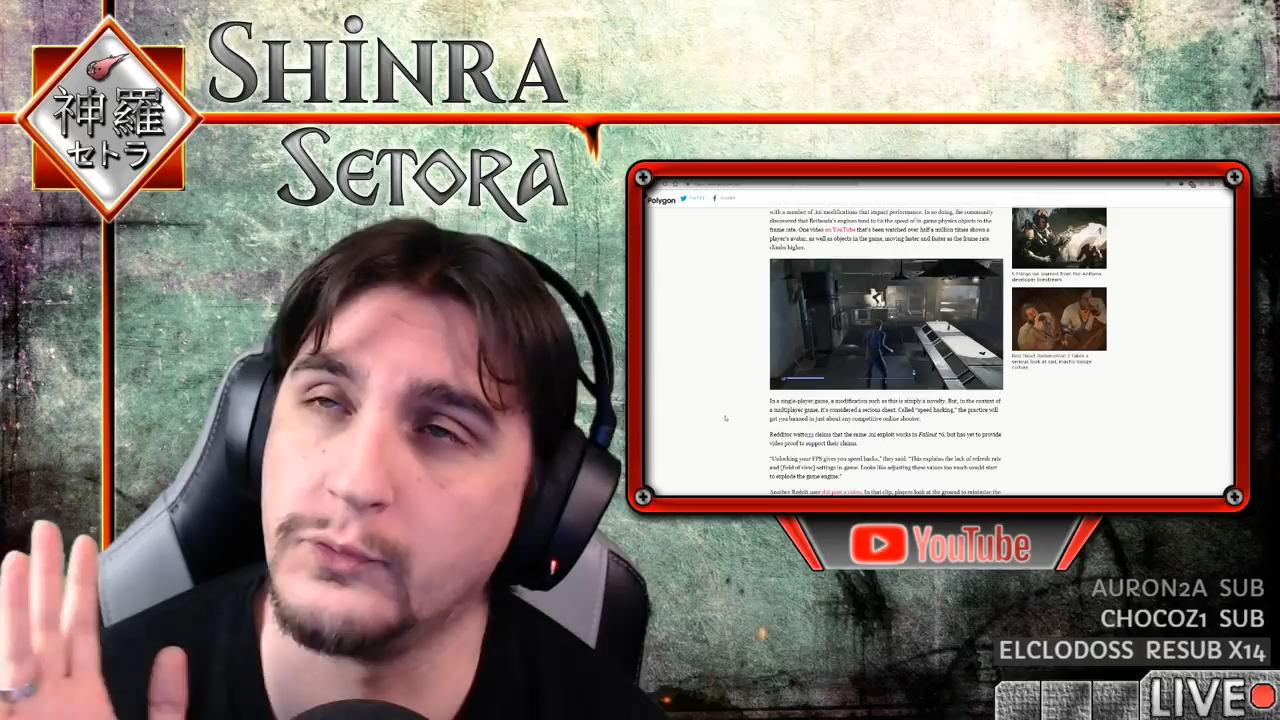 SHINRA
SETORA
神羅
セトラ
Polygon
TWEET
SHARE
with a number of .ini modifications that impact performance. In so doing, the community
discovered that Bethesda's engines tend to tie the speed of in-game physics objects to the
frame rate. One video on YouTube that's been watched over half a million times shows a
player's avatar, as well as objects in the game, moving faster and faster as the frame rate
climbs higher.
In a single-player game, a modification such as this is simply a novelty. But, in the context of
a multiplayer game, it's considered a serious cheat. Called "speed hacking," the practice will
get you banned in just about any competitive online shooter.
Redditor claims that the same .ini exploit works in Fallout 76, but has yet to provide
video proof to support their claims.
"Unlocking your FPS gives you speed hacks," they said. "This explains the lack of refresh rate
and [field of view] settings in-game. Looks like adjusting these values too much would start
to explode the game engine."
Another Reddit user did post a video. In that clip, players look at the ground to minimize the
5 things we learned from the Anthem
developer livestream
Red Dead Redemption 2 takes a
serious look at sad, macho booze
culture
YouTube
AURON2A SUB
CHOCOZ1 SUB
ELCLODOSS RESUB X14
LIVE